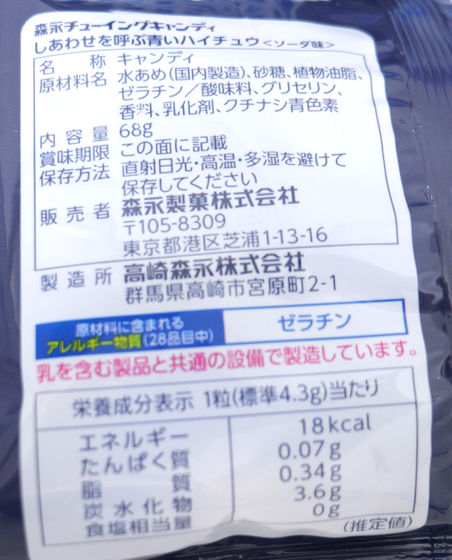 森永チューイングキャンディ
しあわせを呼ぶ青いハイチュウ<ソーダ味>
名称 キャンディ
原材料名 水あめ(国内製造)、砂糖、植物油脂、
ゼラチン／酸味料、グリセリン、
香料、乳化剤、クチナシ青色素
内容量 68g
賞味期限 この面に記載
保存方法 直射日光・高温・多湿を避けて
保存してください
販売者 森永製菓株式会社
〒105-8309
東京都港区芝浦1-13-16
製造所 高崎森永株式会社
群馬県高崎市宮原町2-1
原材料に含まれる
アレルギー物質(28品目中)
ゼラチン
乳を含む製品と共通の設備で製造しています。
栄養成分表示 1粒(標準4.3g)当たり
エネルギー 18kcal
たんぱく質 0.07g
脂質 0.34g
炭水化物 3.6g
食塩相当量 0g
(推定値)